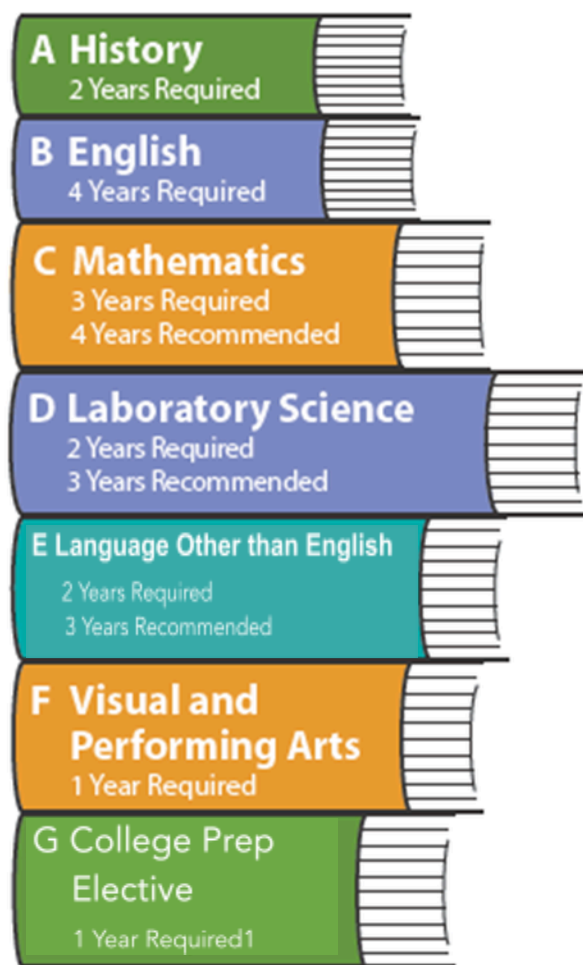 A History
2 Years Required
B English
4 Years Required
C Mathematics
3 Years Required
4 Years Recommended
D Laboratory Science
2 Years Required
3 Years Recommended
E Language Other than English
2 Years Required
3 Years Recommended
F Visual and
Performing Arts
1 Year Required
G College Prep
Elective
1 Year Required1